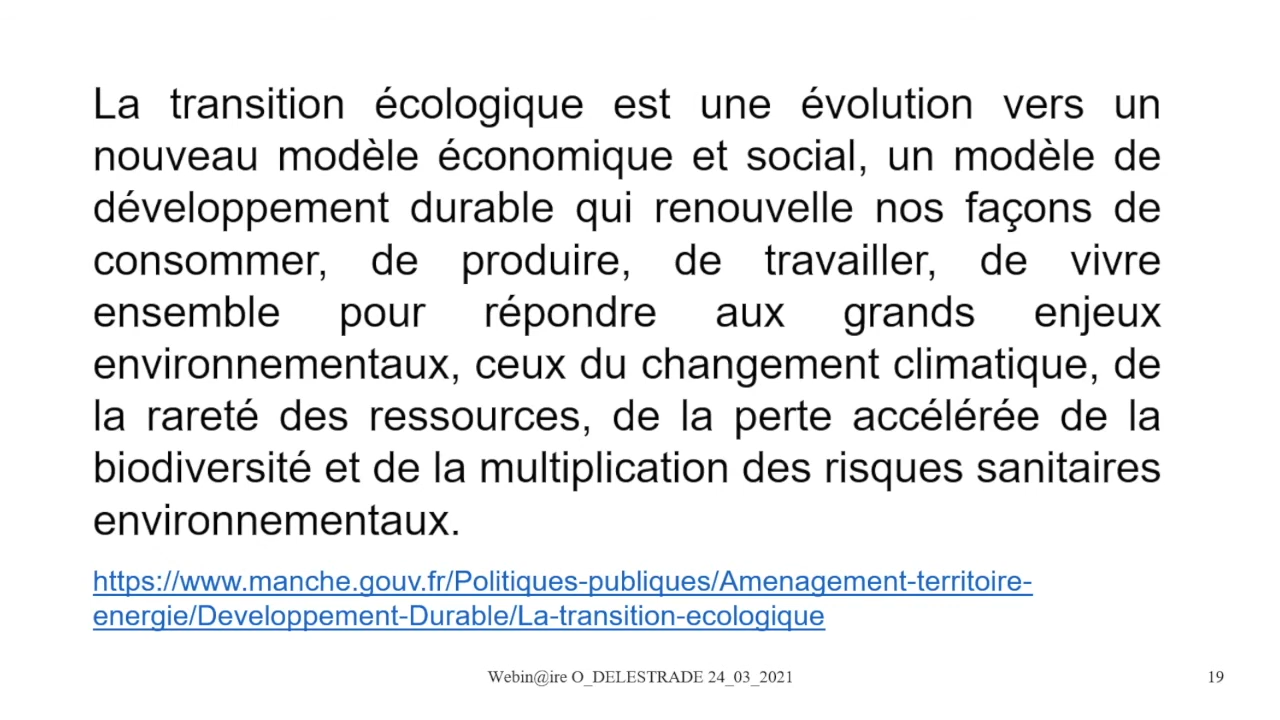 La transition écologique est une évolution vers un
nouveau modèle économique et social, un modèle de
développement durable qui renouvelle nos façons de
consommer, de produire, de travailler, de vivre
ensemble pour répondre aux grands enjeux
environnementaux, ceux du changement climatique, de
la rareté des ressources, de la perte accélérée de la
biodiversité et de la multiplication des risques sanitaires
environnementaux.
https://www.manche.gouv.fr/Politiques-publiques/Amenagement-territoire-
energie/Developpement-Durable/La-transition-ecologique
Webin@ire O_DELESTRADE 24_03_2021
19